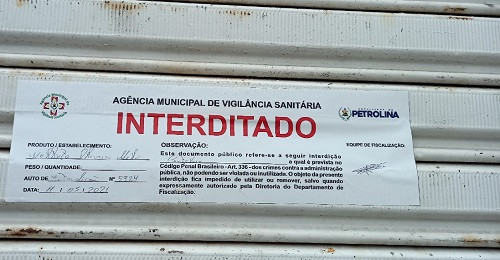 AGÊNCIA MUNICIPAL DE VIGILÂNCIA SANITÁRIA
PETROLINA
INTERDITADO
PRODUTO/ESTABELECIMENTO:
OBSERVAÇÃO:
EQUIPE DE FISCALIZAÇÃO:
Este documento público refere-se a seguir interdição
a qual é prevista no
PESO / QUANTIDADE:
Código Penal Brasileiro - Art. 336 - dos crimes contra a administração
pública, não podendo ser violada ou inutilizada. O objeto da presente
AUTO DE Nº
interdição fica impedido de utilizar ou remover, salvo quando
expressamente autorizado pela Diretoria do Departamento de
Fiscalização.
DATA: 11/05/2021